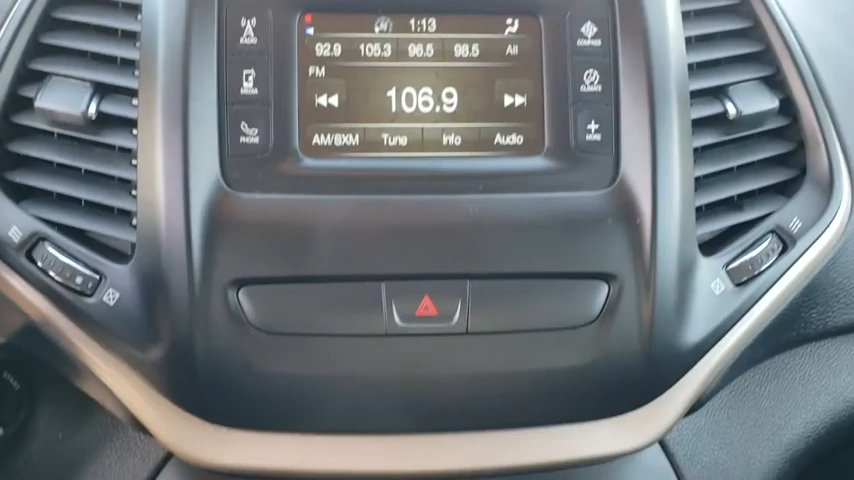 RADIO
MEDIA
PHONE
1:13
92.9 105.3 96.5 98.5 All
FM
106.9
AM/SXM Tune Info Audio
COMPASS
CLIMATE
MORE
START